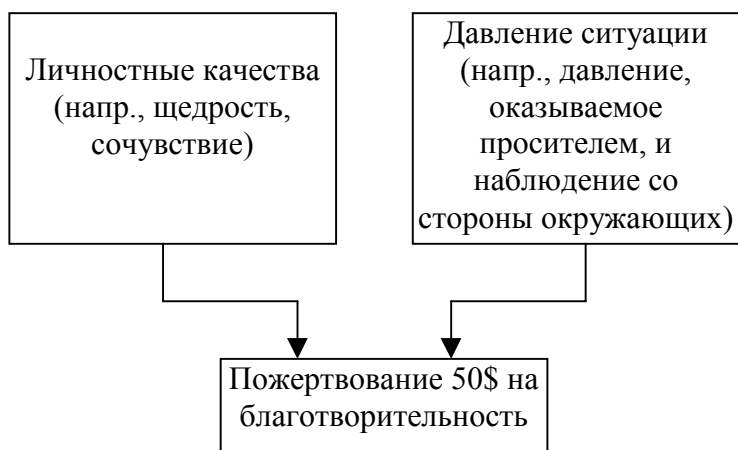 Личностные качества
(напр., щедрость,
сочувствие)
Давление ситуации
(напр., давление,
оказываемое
просителем, и
наблюдение со
стороны окружающих)
Пожертвование 50$ на
благотворительность